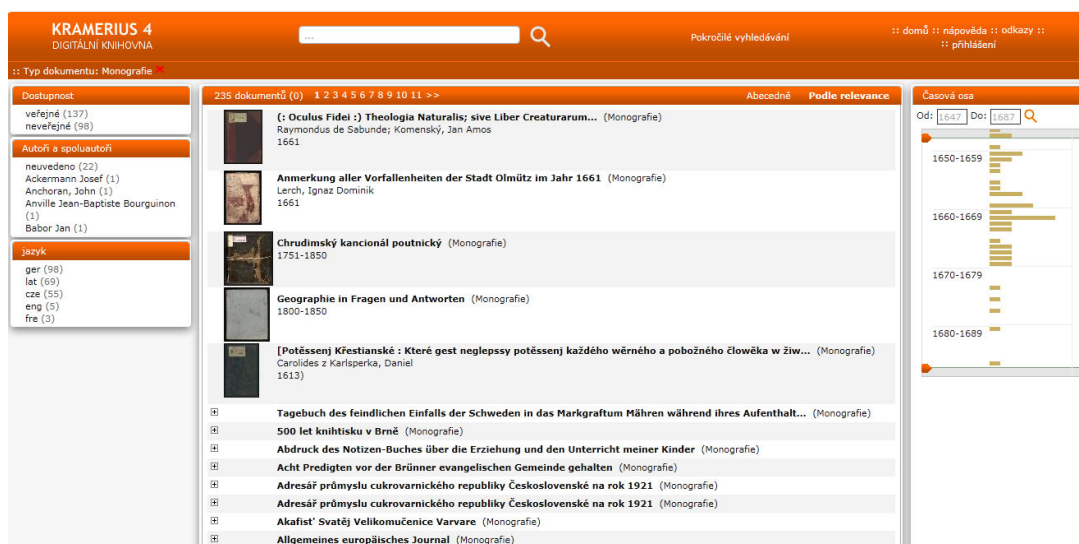 KRAMERIUS 4
DIGITÁLNÍ KNIHOVNA
...
Pokročilé vyhledávání
:: domů :: nápověda :: odkazy ::
:: přihlášení
:: Typ dokumentu: Monografie
Dostupnost
veřejné (137)
neveřejné (98)
Autoři a spoluautoři
neuvedeno (22)
Ackermann Josef (1)
Anchoran, John (1)
Anville Jean-Baptiste Bourguinon
(1)
Babor Jan (1)
jazyk
ger (98)
lat (69)
cze (55)
eng (5)
fre (3)
235 dokumentů (0) 1 2 3 4 5 6 7 8 9 10 11 >>
Abecedně Podle relevance
(: Oculus Fidei :) Theologia Naturalis; sive Liber Creaturarum... (Monografie)
Raymondus de Sabunde; Komenský, Jan Amos
1661
Anmerkung aller Vorfallenheiten der Stadt Olmütz im Jahr 1661 (Monografie)
Lerch, Ignaz Dominik
1661
Chrudimský kancionál poutnický (Monografie)
1751-1850
Geographie in Fragen und Antworten (Monografie)
1800-1850
[Potěssenj Křestianské : Které gest neglepssy potěssenj každého wěrného a pobožného člowěka w žiw... (Monografie)
Carolides z Karlsperka, Daniel
1613)
Tagebuch des feindlichen Einfalls der Schweden in das Markgraftum Mähren während ihres Aufenthalt... (Monografie)
500 let knihtisku v Brně (Monografie)
Abdruck des Notizen-Buches über die Erziehung und den Unterricht meiner Kinder (Monografie)
Acht Predigten vor der Brünner evangelischen Gemeinde gehalten (Monografie)
Adresář průmyslu cukrovarnického republiky Československé na rok 1921 (Monografie)
Adresář průmyslu cukrovarnického republiky Československé na rok 1921 (Monografie)
Akafist' Svatěj Velikomučenice Varvare (Monografie)
Allgemeines europäisches Journal (Monografie)
Časová osa
Od: 1647 Do: 1687
1650-1659
1660-1669
1670-1679
1680-1689